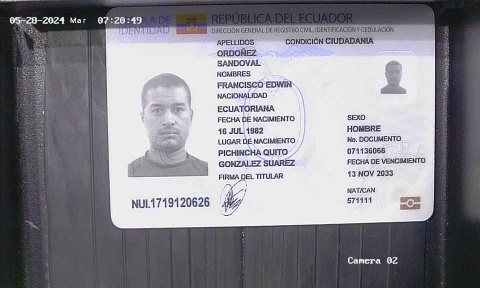 05-28-2024 Mar 07:20:49
REPÚBLICA DEL ECUADOR
IDENTIDAD
DIRECCIÓN GENERAL DE REGISTRO CIVIL, IDENTIFICACIÓN Y CEDULACIÓN
APELLIDOS
CONDICIÓN CIUDADANIA
ORDOÑEZ
SANDOVAL
NOMBRES
FRANCISCO EDWIN
NACIONALIDAD
ECUATORIANA
FECHA DE NACIMIENTO
16 JUL 1982
LUGAR DE NACIMIENTO
PICHINCHA QUITO
GONZALEZ SUAREZ
FIRMA DEL TITULAR
SEXO
HOMBRE
No. DOCUMENTO
071136066
FECHA DE VENCIMIENTO
13 NOV 2033
NAT/CAN
571111
NUI.1719120626
Camera 02